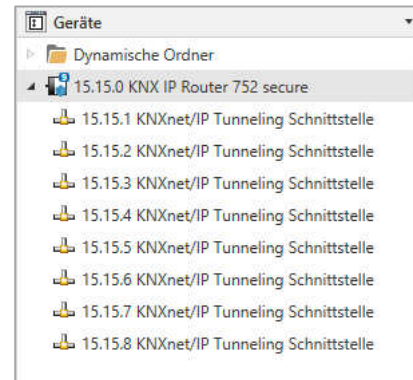 Geräte
Dynamische Ordner
15.15.0 KNX IP Router 752 secure
15.15.1 KNXnet/IP Tunneling Schnittstelle
15.15.2 KNXnet/IP Tunneling Schnittstelle
15.15.3 KNXnet/IP Tunneling Schnittstelle
15.15.4 KNXnet/IP Tunneling Schnittstelle
15.15.5 KNXnet/IP Tunneling Schnittstelle
15.15.6 KNXnet/IP Tunneling Schnittstelle
15.15.7 KNXnet/IP Tunneling Schnittstelle
15.15.8 KNXnet/IP Tunneling Schnittstelle